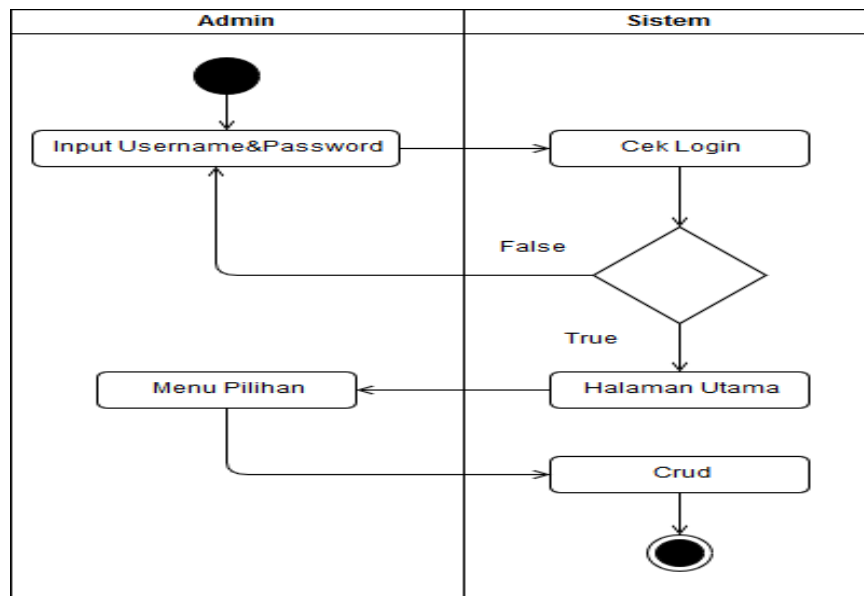 Admin
Sistem
Input Username&Password
Cek Login
False
True
Menu Pilihan
Halaman Utama
Crud